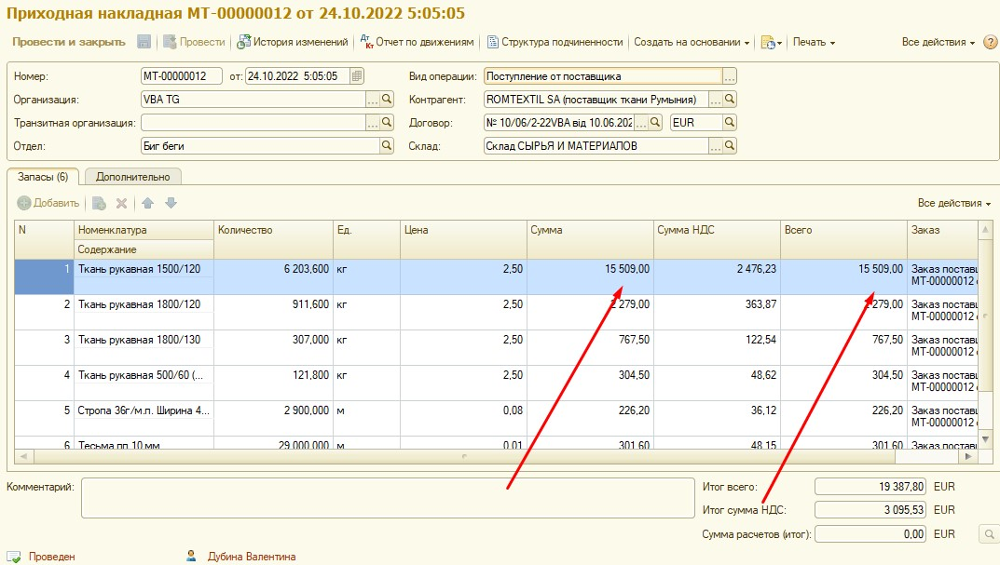 Приходная накладная МТ-00000012 от 24.10.2022 5:05:05
Провести и закрыть Провести История изменений Дт Кт Отчет по движениям Структура подчиненности Создать на основании Печать Все действия
Номер: МТ-00000012 от: 24.10.2022 5:05:05 Вид операции: Поступление от поставщика ...
Организация: VBA TG ... Контрагент: ROMTEXTIL SA (поставщик ткани Румыния) ...
Транзитная организация: ... Договор: № 10/06/2-22VBA від 10.06.202 ... EUR
Отдел: Биг беги Склад: Склад СЫРЬЯ И МАТЕРИАЛОВ ...
Запасы (6) Дополнительно
Добавить Все действия
N Номенклатура Количество Ед. Цена Сумма Сумма НДС Всего Заказ
Содержание
1 Ткань рукавная 1500/120 6 203,600 кг 2,50 15 509,00 2 476,23 15 509,00 Заказ постав
МТ-00000012
2 Ткань рукавная 1800/120 911,600 кг 2,50 2 279,00 363,87 2 279,00 Заказ постав
МТ-00000012
3 Ткань рукавная 1800/130 307,000 кг 2,50 767,50 122,54 767,50 Заказ постав
МТ-00000012
4 Ткань рукавная 500/60 (... 121,800 кг 2,50 304,50 48,62 304,50 Заказ постав
МТ-00000012
5 Стропа 36г/м.п. Ширина 4... 2 900,000 м 0,08 226,20 36,12 226,20 Заказ постав
МТ-00000012
6 Тесьма пп 10 мм 29 000,000 м 0,01 301,60 48,15 301,60 Заказ постав
Комментарий: Итог всего: 19 387,80 EUR
Итог сумма НДС: 3 095,53 EUR
Сумма расчетов (итог): 0,00 EUR
Проведен Дубина Валентина